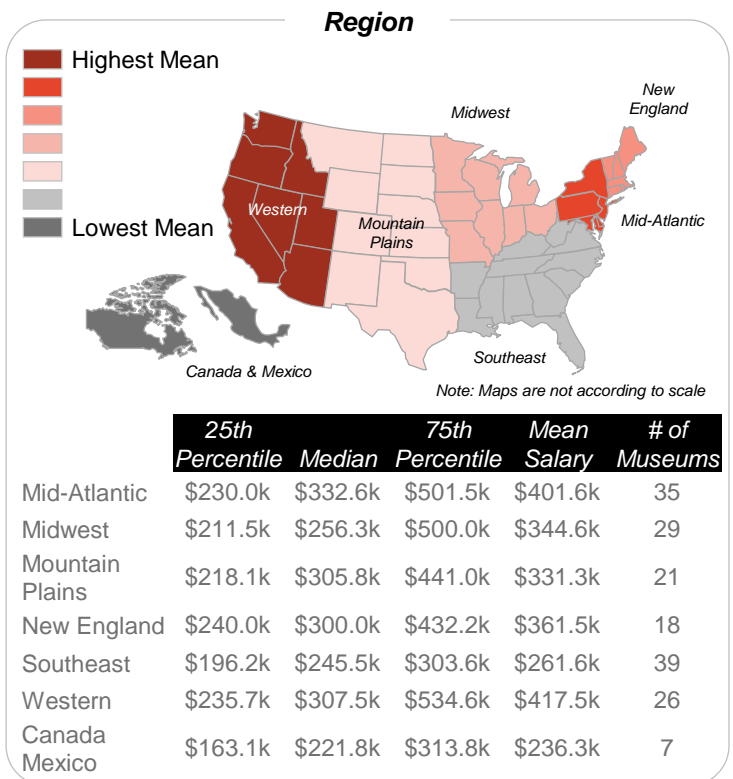 Region
Highest Mean
Lowest Mean
New
England
Midwest
Western
Mountain
Plains
Mid-Atlantic
Southeast
Canada & Mexico
Note: Maps are not according to scale
25th Percentile Median 75th Percentile Mean Salary # of Museums
Mid-Atlantic $230.0k $332.6k $501.5k $401.6k 35
Midwest $211.5k $256.3k $500.0k $344.6k 29
Mountain Plains $218.1k $305.8k $441.0k $331.3k 21
New England $240.0k $300.0k $432.2k $361.5k 18
Southeast $196.2k $245.5k $303.6k $261.6k 39
Western $235.7k $307.5k $534.6k $417.5k 26
Canada Mexico $163.1k $221.8k $313.8k $236.3k 7